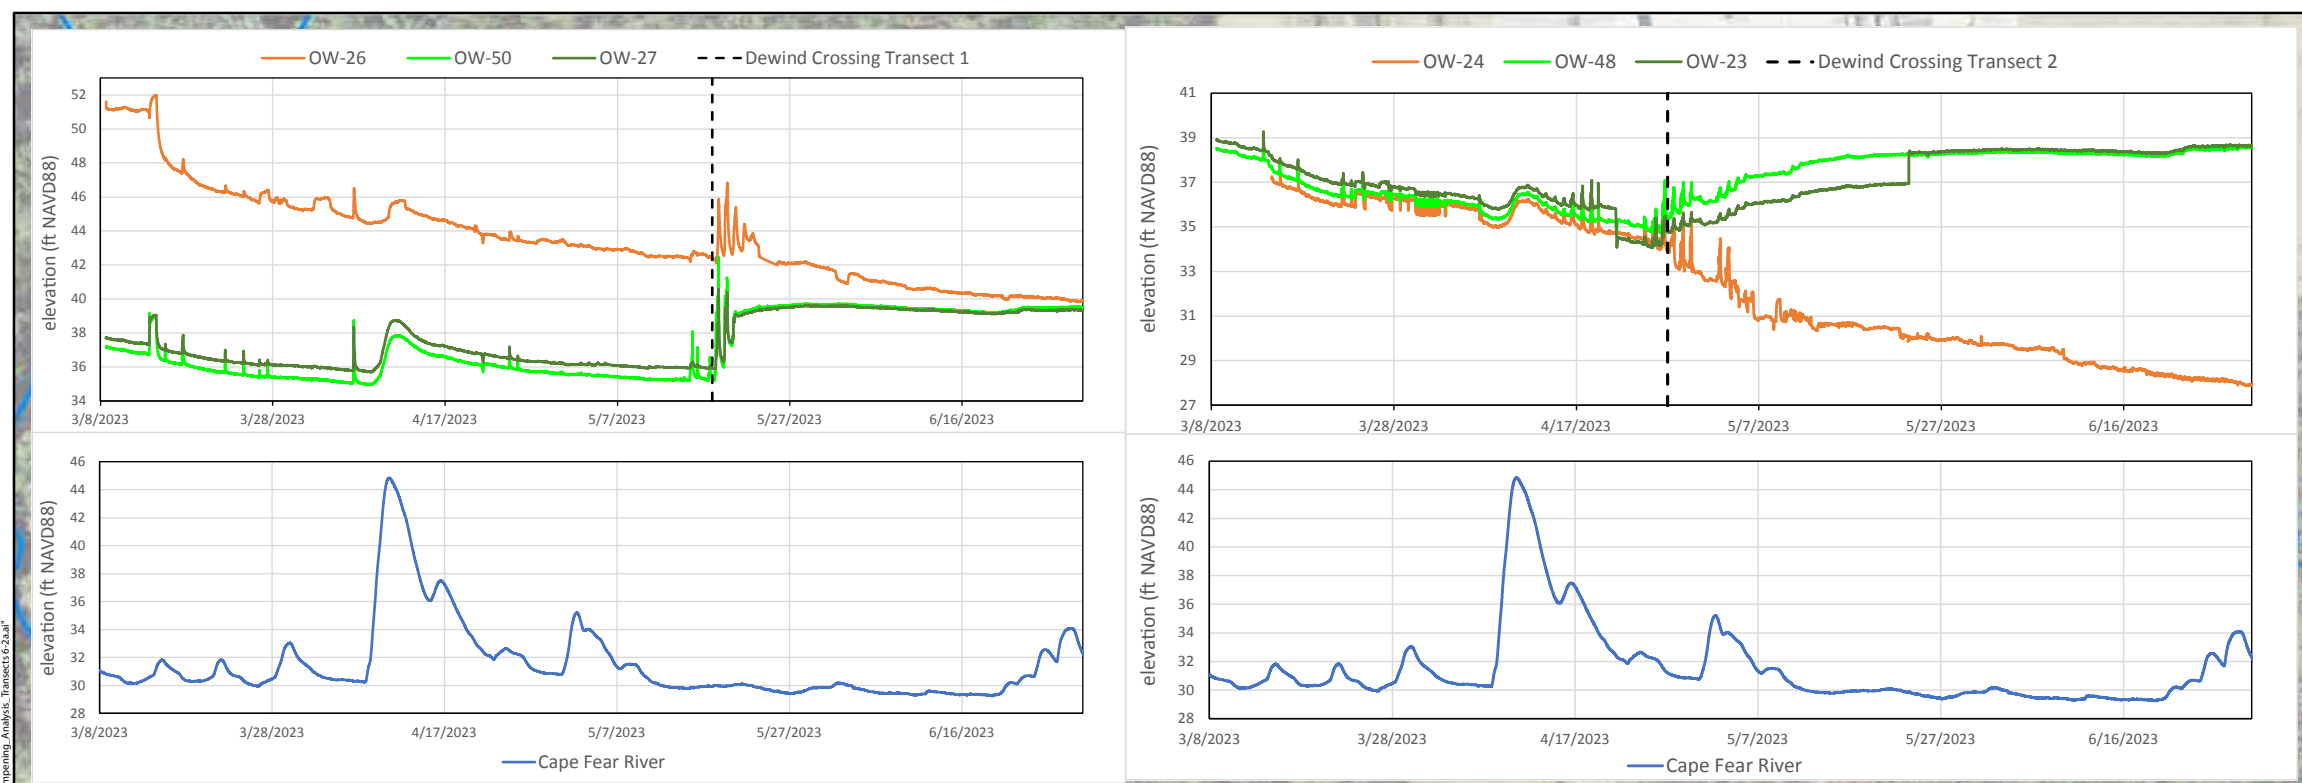 OW-26 OW-50 OW-27 Dewind Crossing Transect 1
elevation (ft NAVD88)
52
50
48
46
44
42
40
38
36
34
3/8/2023 3/28/2023 4/17/2023 5/7/2023 5/27/2023 6/16/2023
elevation (ft NAVD88)
46
44
42
40
38
36
34
32
30
28
3/8/2023 3/28/2023 4/17/2023 5/7/2023 5/27/2023 6/16/2023
Cape Fear River
OW-24 OW-48 OW-23 Dewind Crossing Transect 2
elevation (ft NAVD88)
41
39
37
35
33
31
29
27
3/8/2023 3/28/2023 4/17/2023 5/7/2023 5/27/2023 6/16/2023
elevation (ft NAVD88)
46
44
42
40
38
36
34
32
30
28
3/8/2023 3/28/2023 4/17/2023 5/7/2023 5/27/2023 6/16/2023
Cape Fear River
mpening_Analysis_Transects6-2a.ai"